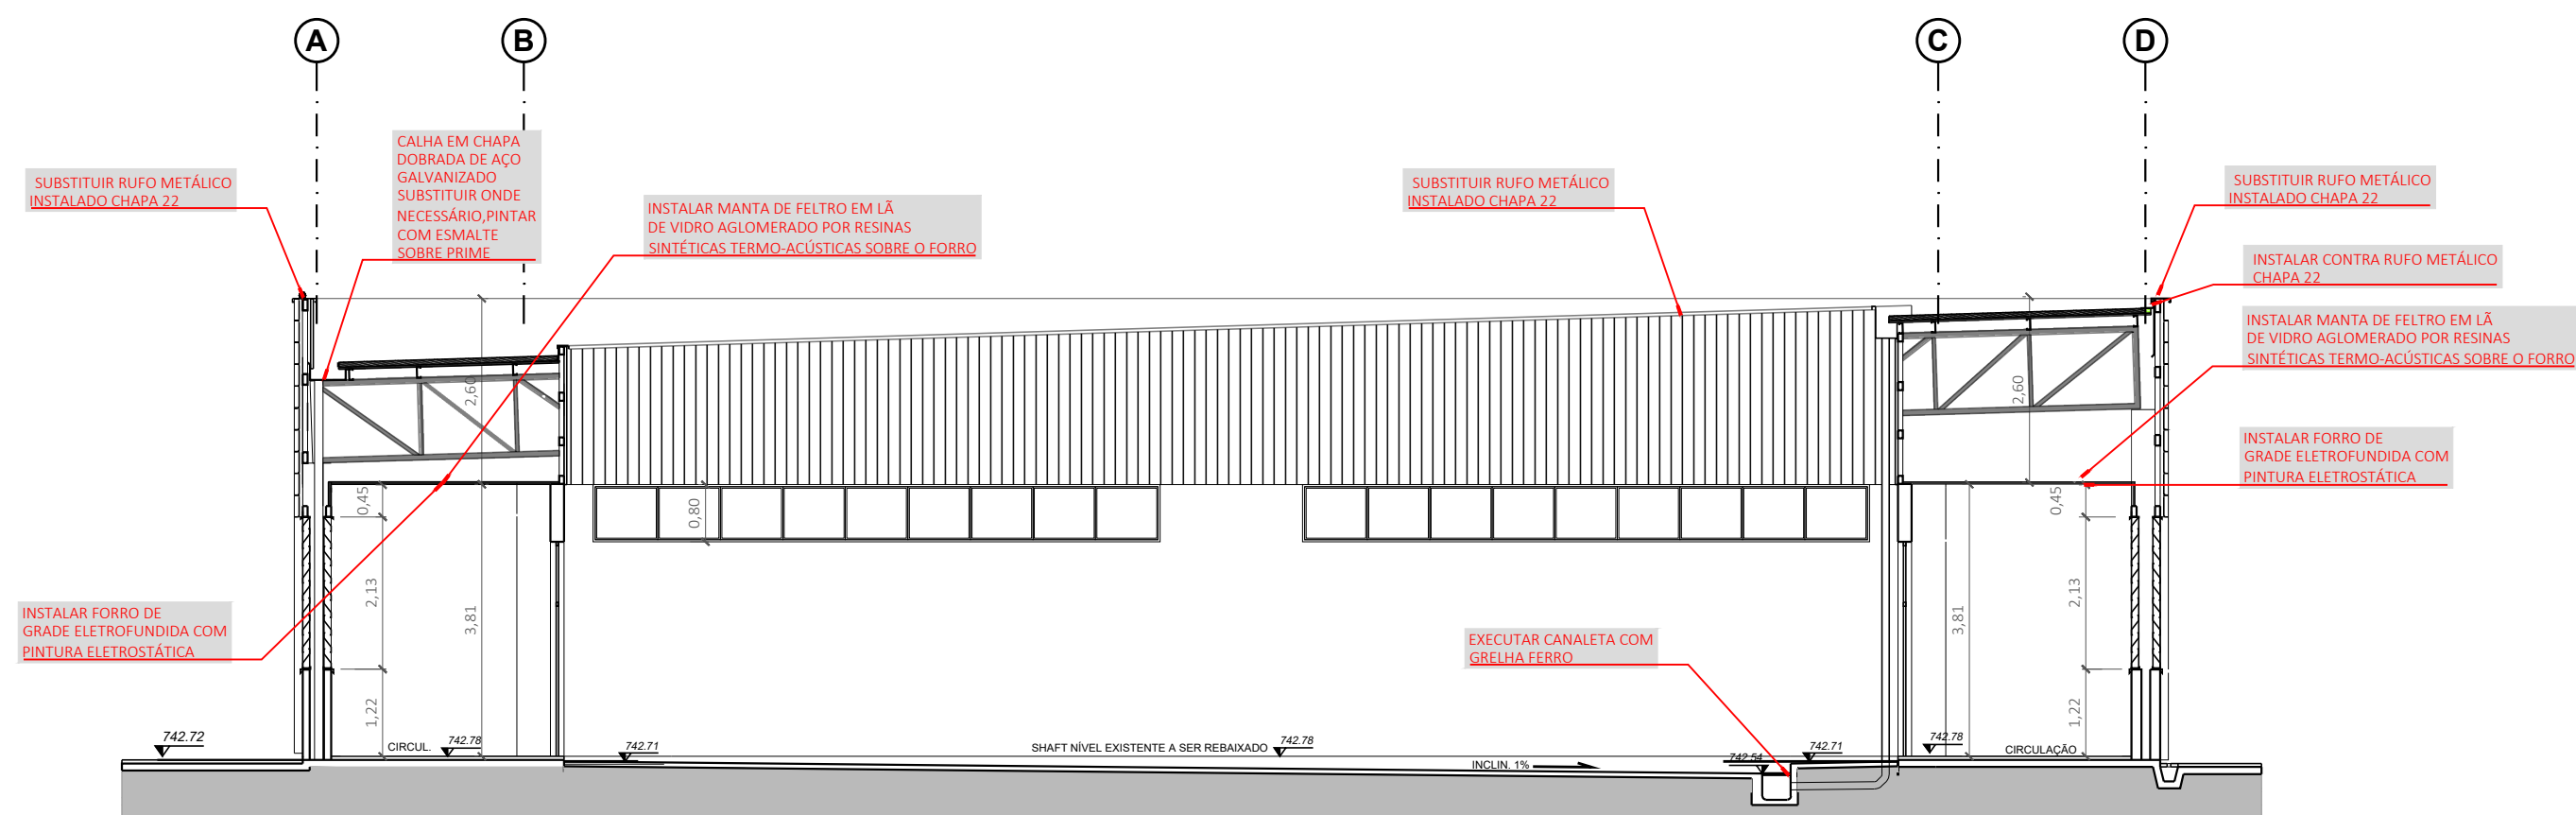 A
B
C
D
CALHA EM CHAPA
DOBRADA DE AÇO
GALVANIZADO
SUBSTITUIR ONDE
NECESSÁRIO,PINTAR
COM ESMALTE
SOBRE PRIME
SUBSTITUIR RUFO METÁLICO
INSTALADO CHAPA 22
INSTALAR MANTA DE FELTRO EM LÃ
DE VIDRO AGLOMERADO POR RESINAS
SINTÉTICAS TERMO-ACÚSTICAS SOBRE O FORRO
SUBSTITUIR RUFO METÁLICO
INSTALADO CHAPA 22
SUBSTITUIR RUFO METÁLICO
INSTALADO CHAPA 22
INSTALAR CONTRA RUFO METÁLICO
CHAPA 22
INSTALAR MANTA DE FELTRO EM LÃ
DE VIDRO AGLOMERADO POR RESINAS
SINTÉTICAS TERMO-ACÚSTICAS SOBRE O FORRO
2,60
2,60
INSTALAR FORRO DE
GRADE ELETROFUNDIDA COM
PINTURA ELETROSTÁTICA
0,45
0,80
0,45
2,13
3,81
3,81
2,13
INSTALAR FORRO DE
GRADE ELETROFUNDIDA COM
PINTURA ELETROSTÁTICA
EXECUTAR CANALETA COM
GRELHA FERRO
1,22
1,22
742.72
CIRCUL.
742.78
742.71
SHAFT NÍVEL EXISTENTE A SER REBAIXADO
742.78
742.54
742.71
742.78
CIRCULAÇÃO
INCLIN. 1%